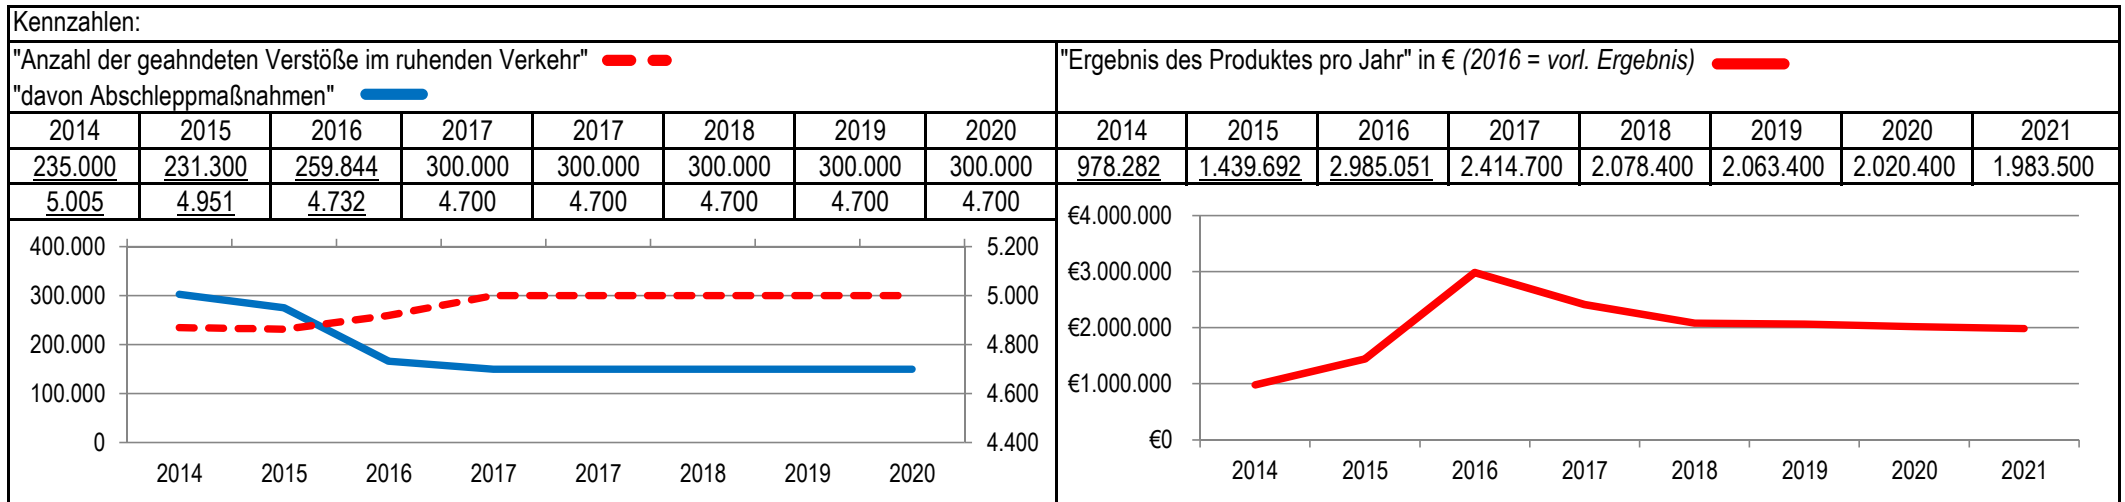 Kennzahlen:
"Anzahl der geahndeten Verstöße im ruhenden Verkehr"
"davon Abschleppmaßnahmen"
2014 2015 2016 2017 2017 2018 2019 2020
235.000 231.300 259.844 300.000 300.000 300.000 300.000 300.000
5.005 4.951 4.732 4.700 4.700 4.700 4.700 4.700
400.000 5.200
300.000 5.000
200.000 4.800
100.000 4.600
0 4.400
2014 2015 2016 2017 2017 2018 2019 2020
"Ergebnis des Produktes pro Jahr" in € (2016 = vorl. Ergebnis)
2014 2015 2016 2017 2018 2019 2020 2021
978.282 1.439.692 2.985.051 2.414.700 2.078.400 2.063.400 2.020.400 1.983.500
€4.000.000
€3.000.000
€2.000.000
€1.000.000
€0
2014 2015 2016 2017 2018 2019 2020 2021